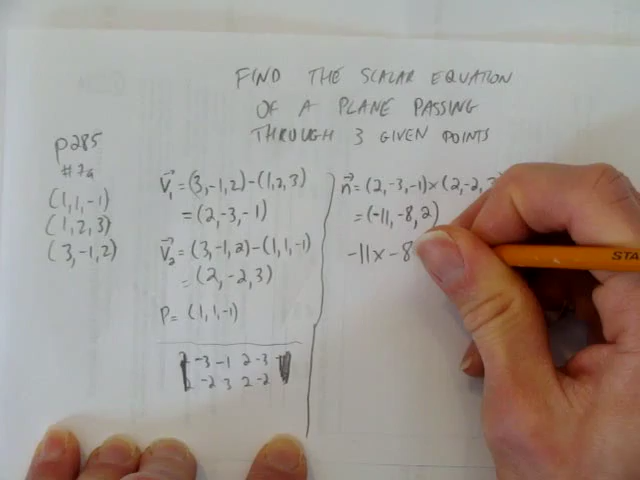 FIND THE SCALAR EQUATION
OF A PLANE PASSING
THROUGH 3 GIVEN POINTS
p285
#7a
(1,1,-1)
(1,2,3)
(3,-1,2)
V⃗₁ = (3,-1,2)-(1,2,3)
= (2,-3,-1)
V⃗₂ = (3,-1,2)-(1,1,-1)
= (2,-2,3)
P= (1,1,-1)
-3 -1 2 -3
2 -2 3 2 -2
n⃗ = (2,-3,-1)×(2,-2,3
= (-11,-8,2)
-11x - 8
STA